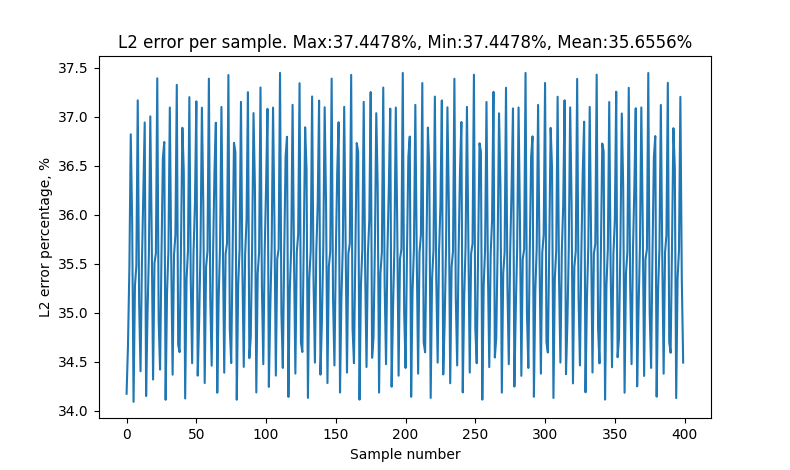 L2 error per sample. Max:37.4478%, Min:37.4478%, Mean:35.6556%
37.5
37.0
36.5
36.0
35.5
35.0
34.5
34.0
L2 error percentage, %
0 50 100 150 200 250 300 350 400
Sample number